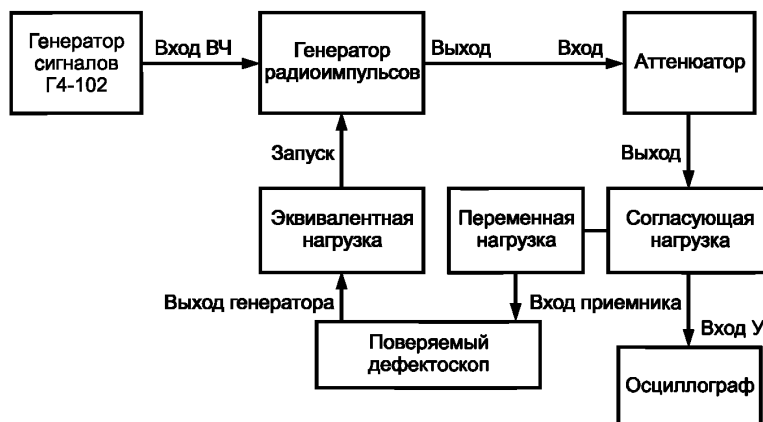 Генератор
сигналов
Г4-102
Вход ВЧ
Генератор
радиоимпульсов
Выход
Вход
Аттенюатор
Запуск
Выход
Эквивалентная
нагрузка
Переменная
нагрузка
Согласующая
нагрузка
Выход генератора
Вход приемника
Вход У
Поверяемый
дефектоскоп
Осциллограф